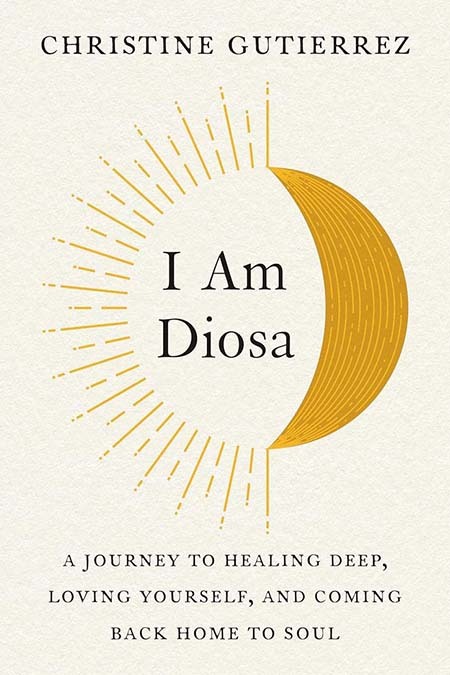 CHRISTINE GUTIERREZ
I Am
Diosa
A JOURNEY TO HEALING DEEP,
LOVING YOURSELF, AND COMING
BACK HOME TO SOUL